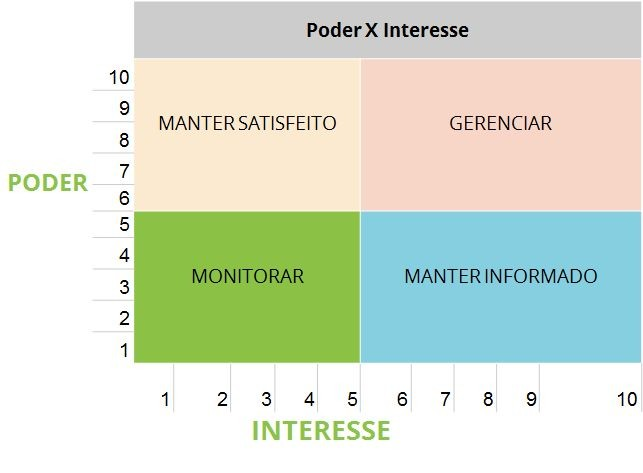 Poder X Interesse
10
9
MANTER SATISFEITO
GERENCIAR
8
7
PODER
6
5
4
MONITORAR
MANTER INFORMADO
3
2
1
1 2 3 4 5 6 7 8 9 10
INTERESSE